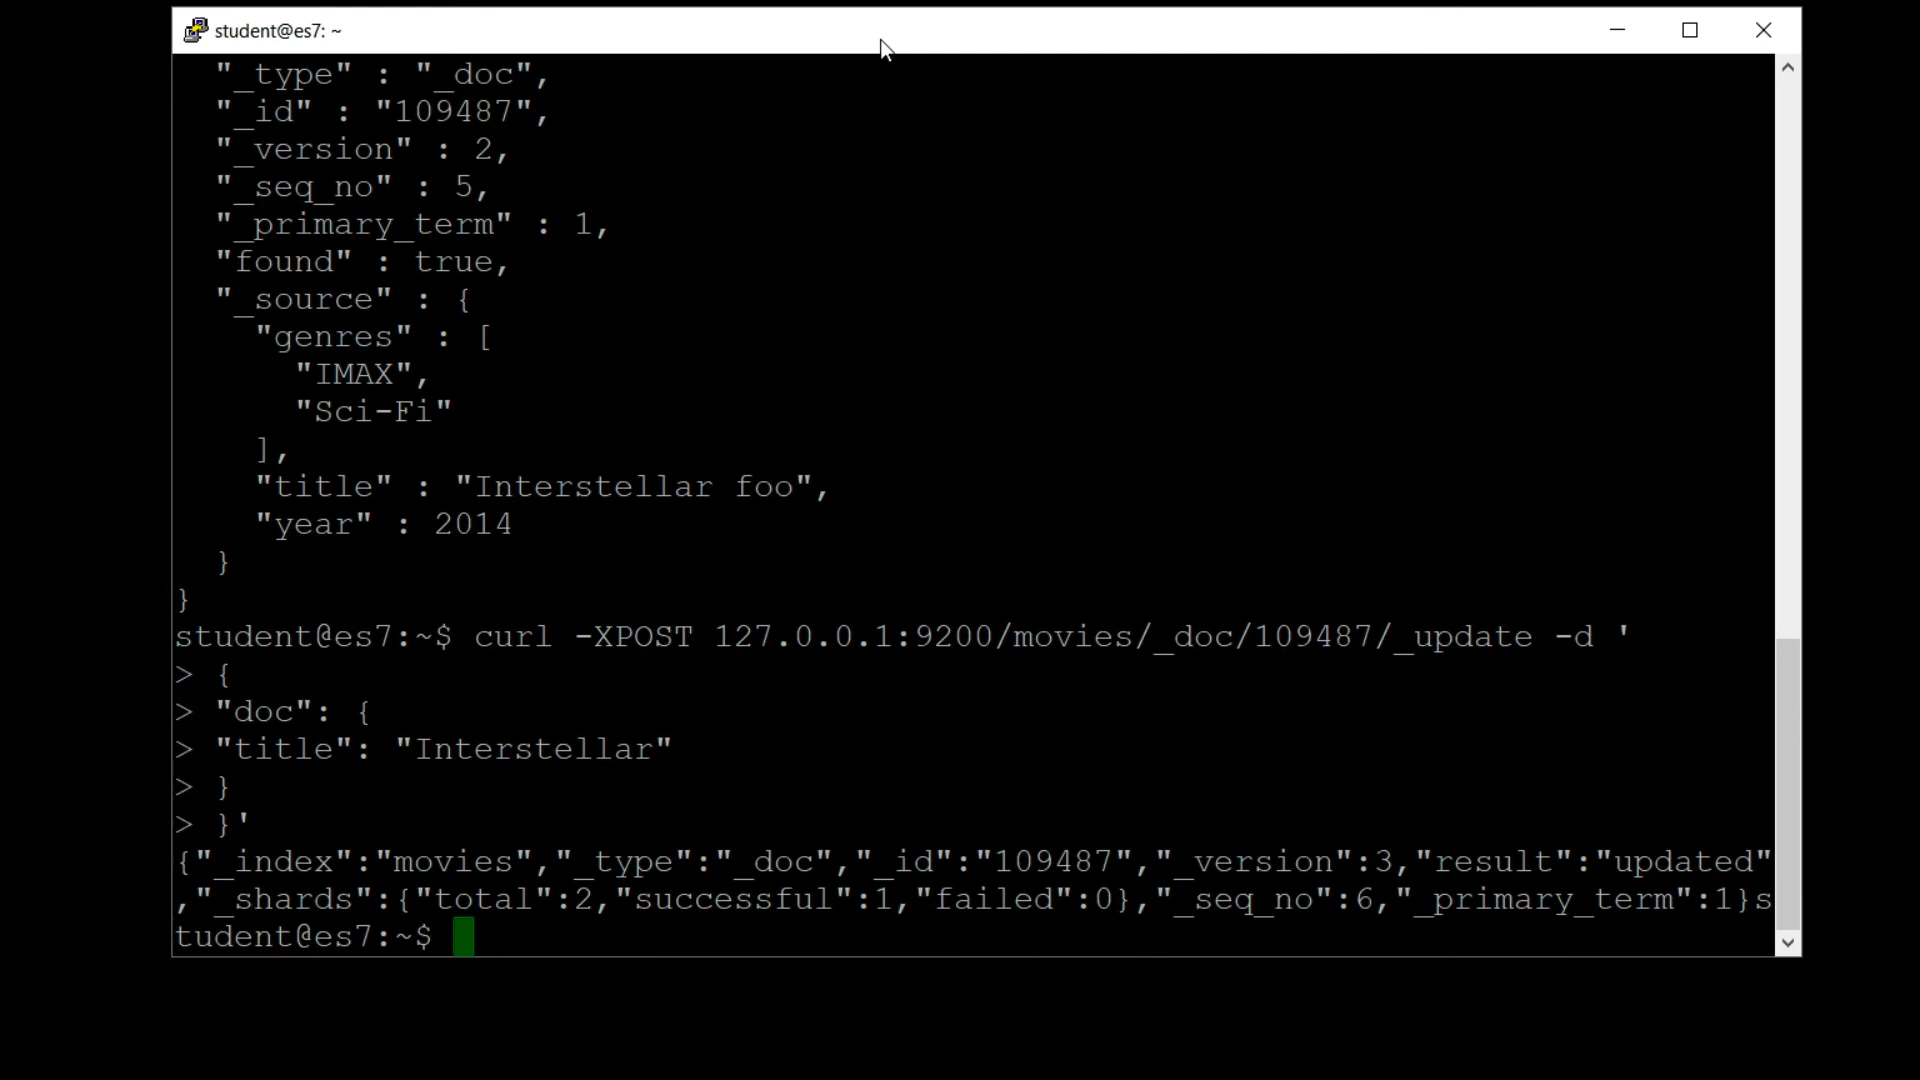 student@es7: ~
"_type" : "_doc",
"_id" : "109487",
"_version" : 2,
"_seq_no" : 5,
"_primary_term" : 1,
"found" : true,
"_source" : {
"genres" : [
"IMAX",
"Sci-Fi"
],
"title" : "Interstellar foo",
"year" : 2014
}
}
student@es7:~$ curl -XPOST 127.0.0.1:9200/movies/_doc/109487/_update -d '
> {
> "doc": {
> "title": "Interstellar"
> }
> }'
{"_index":"movies","_type":"_doc","_id":"109487","_version":3,"result":"updated"
,"_shards":{"total":2,"successful":1,"failed":0},"_seq_no":6,"_primary_term":1}s
tudent@es7:~$